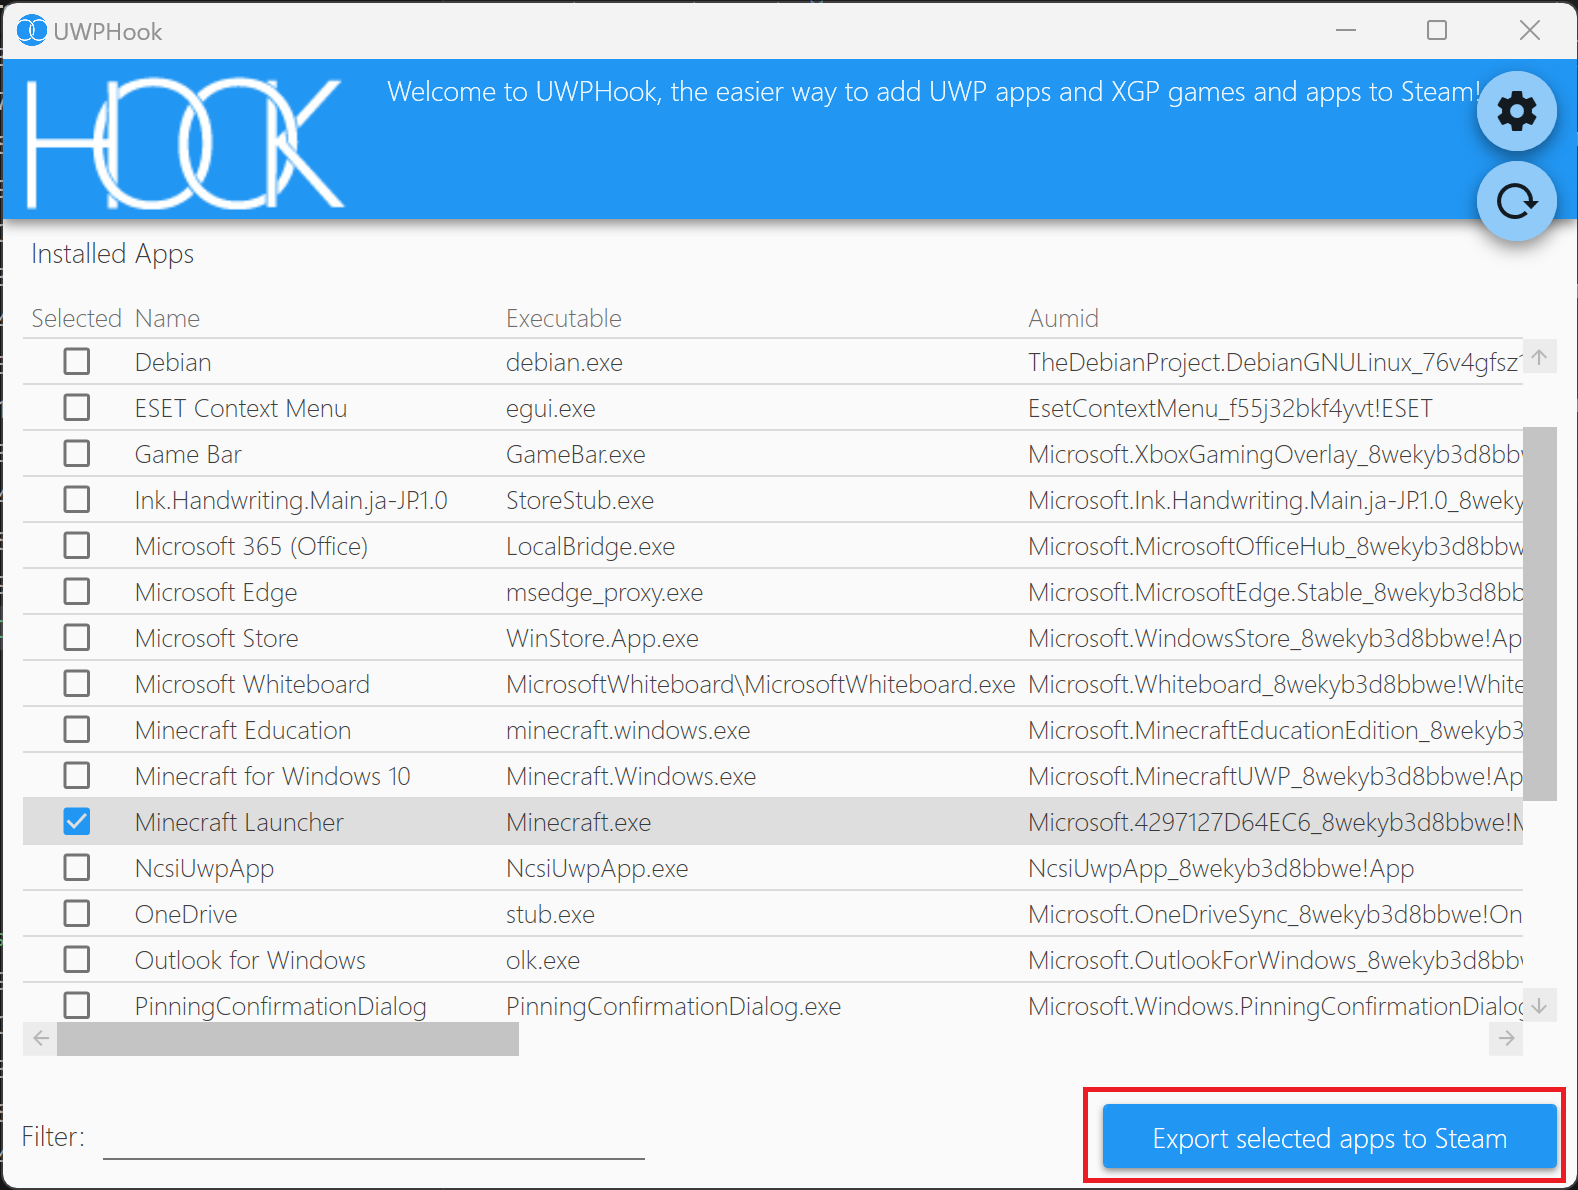 UWPHook
HOOK
Welcome to UWPHook, the easier way to add UWP apps and XGP games and apps to Steam!
Installed Apps
Selected Name Executable Aumid
Debian debian.exe TheDebianProject.DebianGNULinux_76v4gfsz1
ESET Context Menu egui.exe EsetContextMenu_f55j32bkf4yvt!ESET
Game Bar GameBar.exe Microsoft.XboxGamingOverlay_8wekyb3d8bbw
Ink.Handwriting.Main.ja-JP.1.0 StoreStub.exe Microsoft.Ink.Handwriting.Main.ja-JP.1.0_8weky
Microsoft 365 (Office) LocalBridge.exe Microsoft.MicrosoftOfficeHub_8wekyb3d8bbw
Microsoft Edge msedge_proxy.exe Microsoft.MicrosoftEdge.Stable_8wekyb3d8bb
Microsoft Store WinStore.App.exe Microsoft.WindowsStore_8wekyb3d8bbwe!Ap
Microsoft Whiteboard MicrosoftWhiteboard\MicrosoftWhiteboard.exe Microsoft.Whiteboard_8wekyb3d8bbwe!White
Minecraft Education minecraft.windows.exe Microsoft.MinecraftEducationEdition_8wekyb3
Minecraft for Windows 10 Minecraft.Windows.exe Microsoft.MinecraftUWP_8wekyb3d8bbwe!Ap
Minecraft Launcher Minecraft.exe Microsoft.4297127D64EC6_8wekyb3d8bbwe!M
NcsiUwpApp NcsiUwpApp.exe NcsiUwpApp_8wekyb3d8bbwe!App
OneDrive stub.exe Microsoft.OneDriveSync_8wekyb3d8bbwe!On
Outlook for Windows olk.exe Microsoft.OutlookForWindows_8wekyb3d8bbw
PinningConfirmationDialog PinningConfirmationDialog.exe Microsoft.Windows.PinningConfirmationDialog
Filter:
Export selected apps to Steam